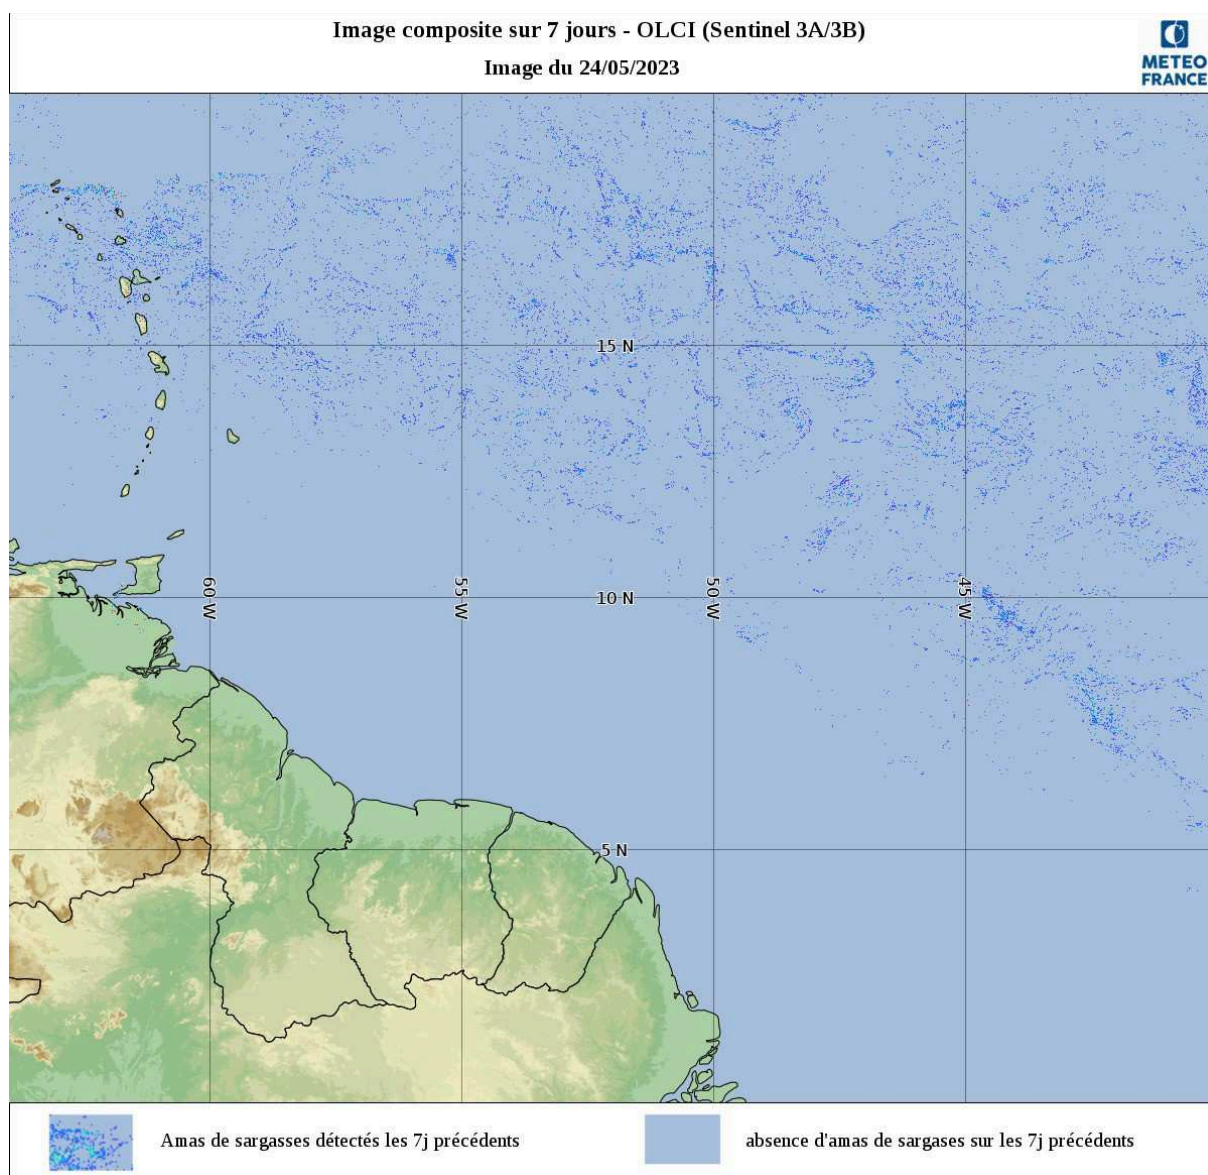 Image composite sur 7 jours - OLCI (Sentinel 3A/3B)
Image du 24/05/2023
METEO
FRANCE
15 N
60 W
55 W
10 N
50 W
45 W
5 N
Amas de sargasses détectés les 7j précédents
absence d'amas de sargases sur les 7j précédents